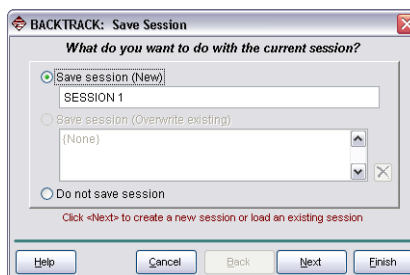 BACKTRACK: Save Session
What do you want to do with the current session?
Save session (New)
SESSION 1
Save session (Overwrite existing)
{None}
Do not save session
Click <Next> to create a new session or load an existing session
Help Cancel Back Next Finish